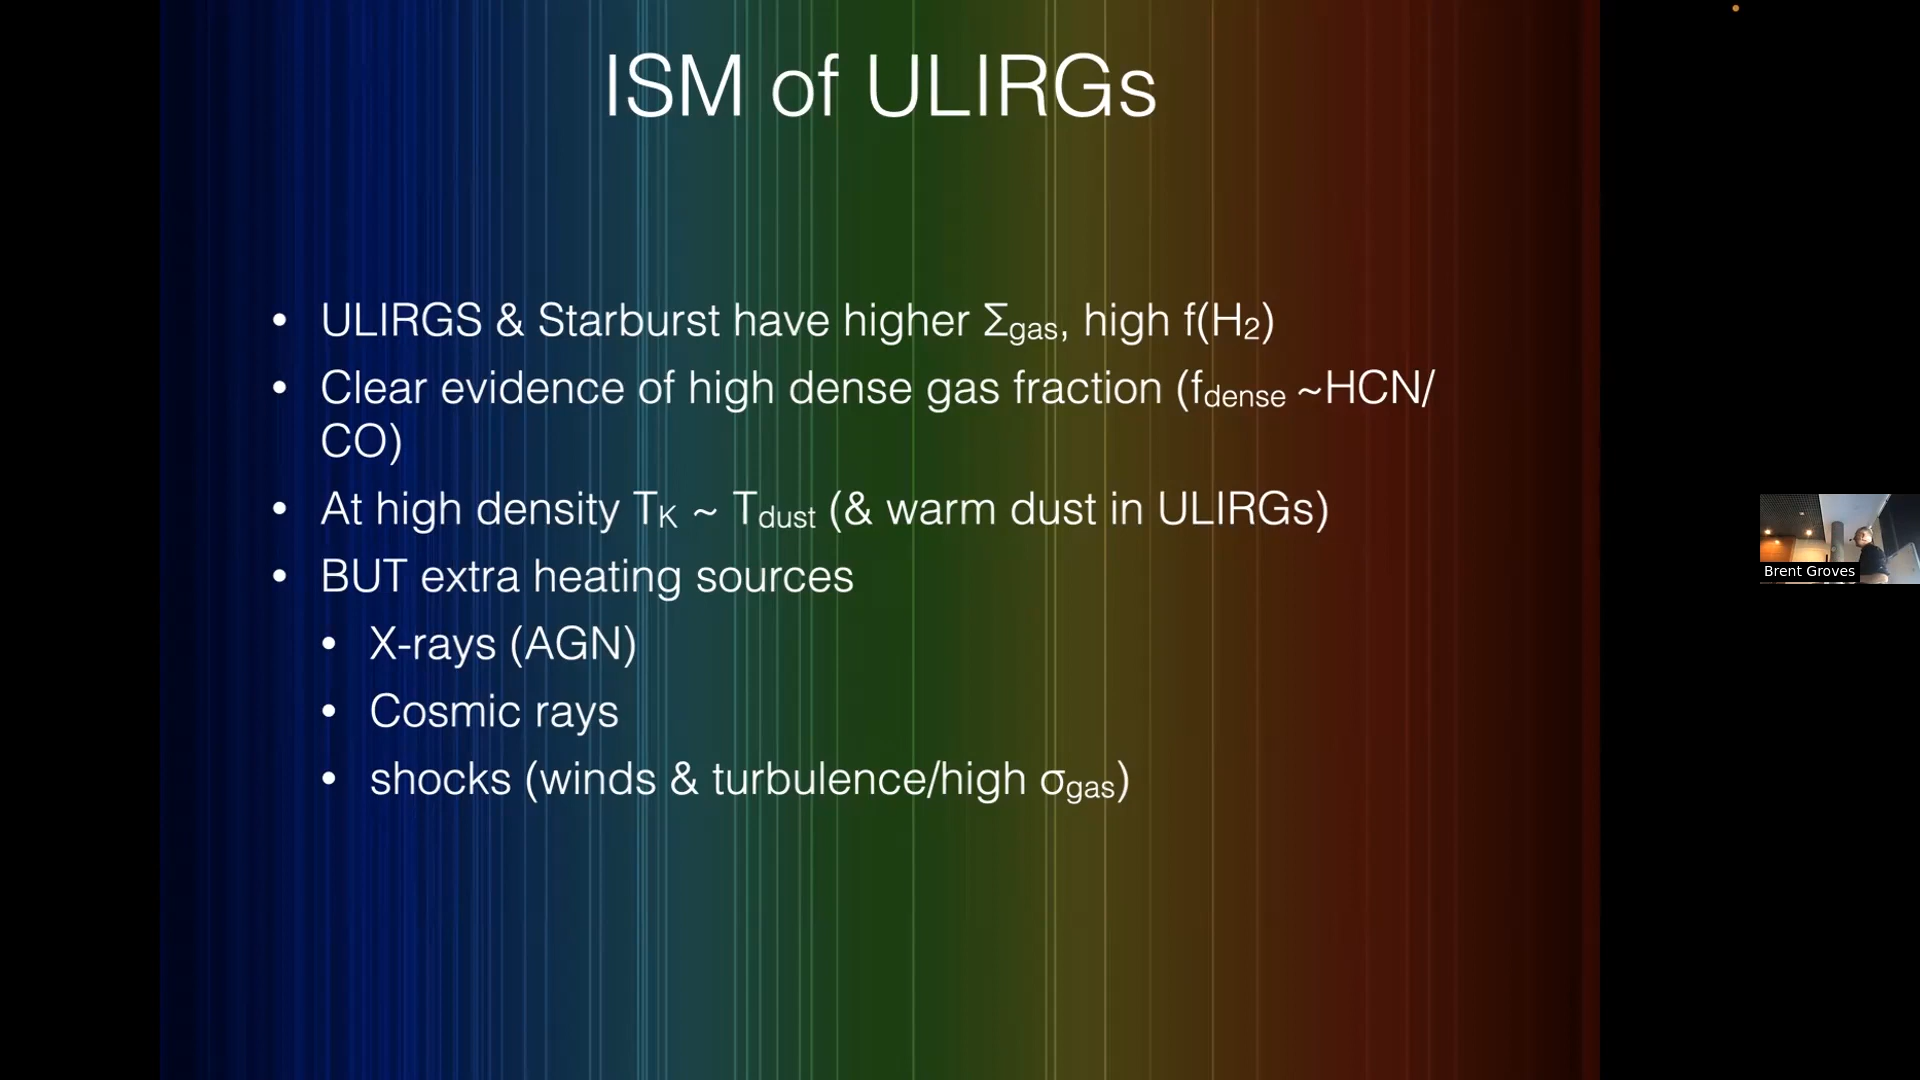 ISM of ULIRGs
• ULIRGS & Starburst have higher Σgas, high f(H₂)
• Clear evidence of high dense gas fraction (fdense ~HCN/
CO)
• At high density TK ~ Tdust (& warm dust in ULIRGs)
• BUT extra heating sources
• X-rays (AGN)
• Cosmic rays
• shocks (winds & turbulence/high σgas)
Brent Groves